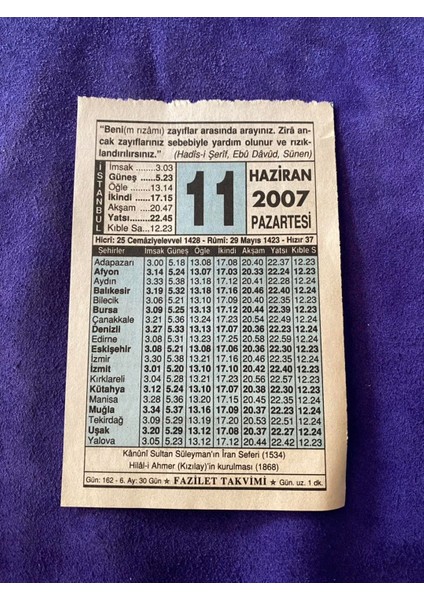 "Beni(m rızâmı) zayıflar arasında arayınız. Zirâ an-
cak zayıflarınız sebebiyle yardım olunur ve rızık-
landırılırsınız." (Hadîs-i Şerîf, Ebû Dâvûd, Sünen)
İSTANBUL
İmsak ........ 3.03
Güneş ...... 5.23
Öğle ........ 13.14
İkindi ..... 17.15
Akşam .... 20.47
Yatsı....... 22.45
Kıble Sa... 12.23
11
HAZİRAN
2007
PAZARTESİ
Hicrî: 25 Cemâziyelevvel 1428 - Rûmî: 29 Mayıs 1423 - Hızır 37
Şehirler İmsak Güneş Öğle İkindi Akşam Yatsı Kıble S
Adapazarı 3.00 5.18 13.08 17.08 20.40 22.37 12.23
Afyon 3.14 5.24 13.07 17.03 20.33 22.24 12.23
Aydın 3.33 5.38 13.18 17.12 20.41 22.28 12.24
Balıkesir 3.19 5.32 13.18 17.16 20.46 22.40 12.24
Bilecik 3.06 5.21 13.10 17.09 20.40 22.35 12.23
Bursa 3.09 5.25 13.13 17.12 20.44 22.39 12.23
Çanakkale 3.21 5.36 13.24 17.23 20.54 22.49 12.24
Denizli 3.27 5.33 13.13 17.07 20.36 22.23 12.24
Edirne 3.08 5.31 13.25 17.27 20.59 22.23 12.24
Eskişehir 3.08 5.21 13.08 17.06 20.36 22.30 12.23
İzmir 3.30 5.38 13.21 17.16 20.46 22.35 12.24
İzmit 3.01 5.20 13.10 17.10 20.42 22.40 12.23
Kırklareli 3.04 5.28 13.21 17.24 20.56 22.57 12.23
Kütahya 3.12 5.24 13.10 17.07 20.38 22.30 12.23
Manisa 3.28 5.36 13.20 17.16 20.45 22.35 12.24
Muğla 3.34 5.37 13.16 17.09 20.37 22.23 12.24
Tekirdağ 3.09 5.29 13.19 17.20 20.53 22.51 12.24
Uşak 3.20 5.29 13.12 17.08 20.37 22.27 12.24
Yalova 3.05 5.23 13.12 17.12 20.44 22.42 12.23
Kânûnî Sultan Süleyman'ın İran Seferi (1534)
Hilâl-i Ahmer (Kızılay)'in kurulması (1868)
Gün: 162 - 6. Ay: 30 Gün ★ FAZİLET TAKVİMİ ★ Gün. uz. 1 dk.